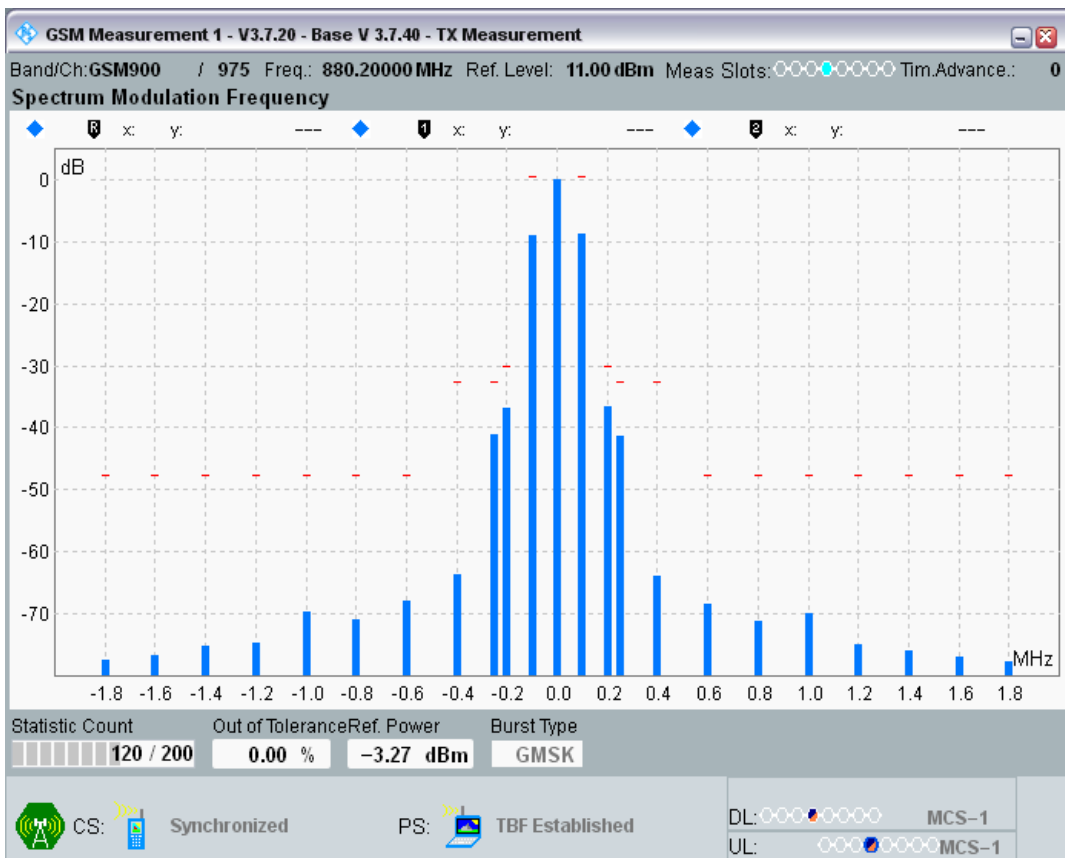 GSM Measurement 1 - V3.7.20 - Base V 3.7.40 - TX Measurement
Band/Ch:GSM900 / 975 Freq.: 880.20000 MHz Ref. Level: 11.00 dBm Meas Slots: Tim.Advance.: 0
Spectrum Modulation Frequency
R x: y: --- 1 x: y: --- 2 x: y: ---
dB
0
-10
-20
-30
-40
-50
-60
-70
MHz
-1.8 -1.6 -1.4 -1.2 -1.0 -0.8 -0.6 -0.4 -0.2 0.0 0.2 0.4 0.6 0.8 1.0 1.2 1.4 1.6 1.8
Statistic Count Out of Tolerance Ref. Power Burst Type
120 / 200 0.00 % −3.27 dBm GMSK
CS: Synchronized PS: TBF Established DL: MCS−1
UL: MCS−1